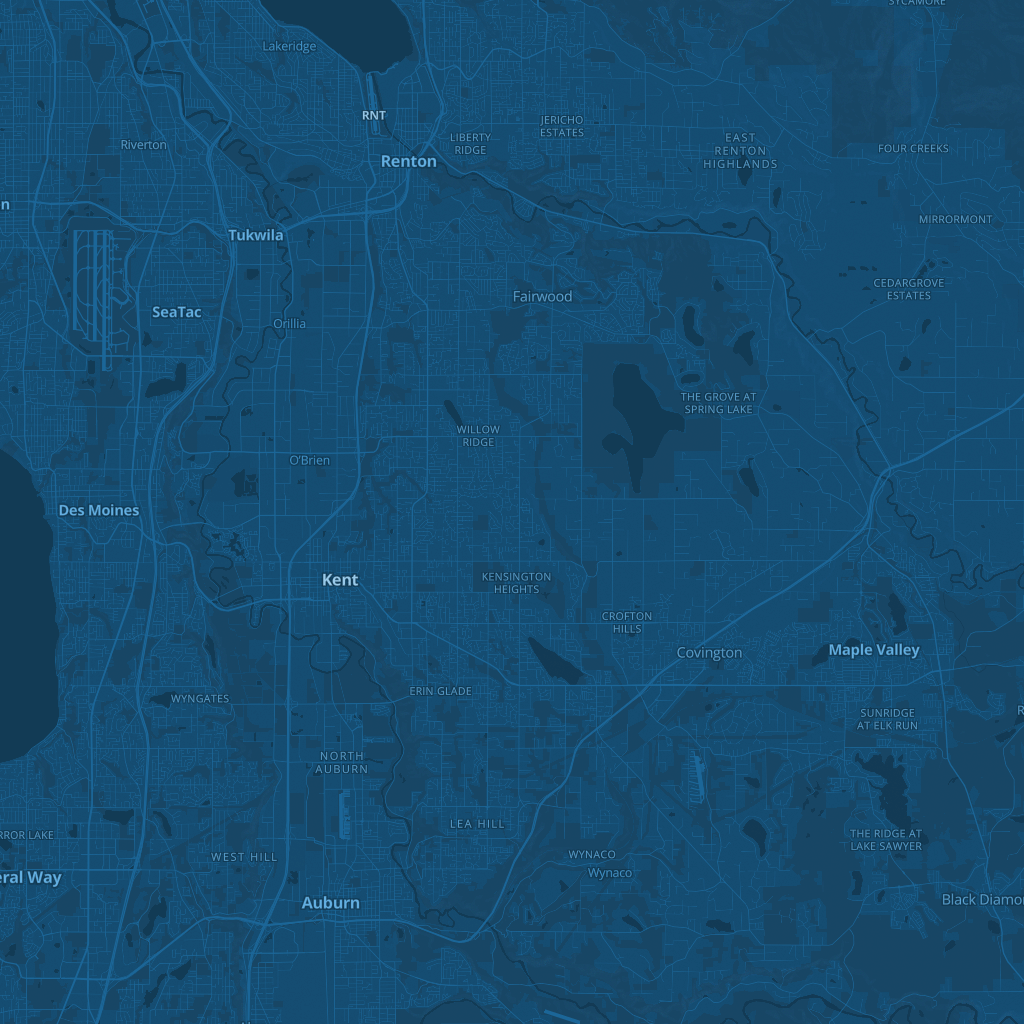 SYCAMORE
Lakeridge
RNT
JERICHO
ESTATES
LIBERTY
RIDGE
EAST
RENTON
HIGHLANDS
Riverton
FOUR CREEKS
Renton
n
MIRRORMONT
Tukwila
CEDARGROVE
ESTATES
Fairwood
SeaTac
Orillia
THE GROVE AT
SPRING LAKE
WILLOW
RIDGE
O'Brien
Des Moines
Kent
KENSINGTON
HEIGHTS
CROFTON
HILLS
Covington
Maple Valley
ERIN GLADE
WYNGATES
R
SUNRIDGE
AT ELK RUN
NORTH
AUBURN
LEA HILL
RROR LAKE
THE RIDGE AT
LAKE SAWYER
WEST HILL
WYNACO
Wynaco
eral Way
Auburn
Black Diamon